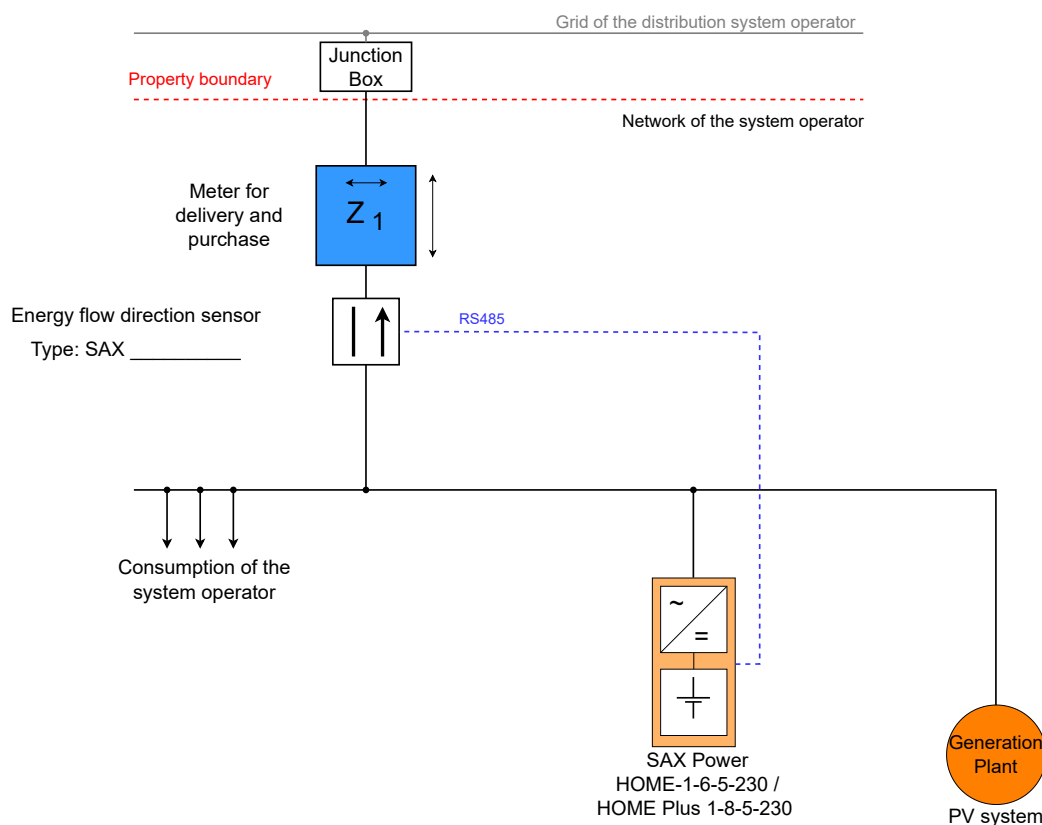 Grid of the distribution system operator
Junction
Box
Property boundary
Network of the system operator
Meter for
delivery and
purchase
Z 1
Energy flow direction sensor
Type: SAX __________
RS485
Consumption of the
system operator
~
=
SAX Power
HOME-1-6-5-230 /
HOME Plus 1-8-5-230
Generation
Plant
PV system